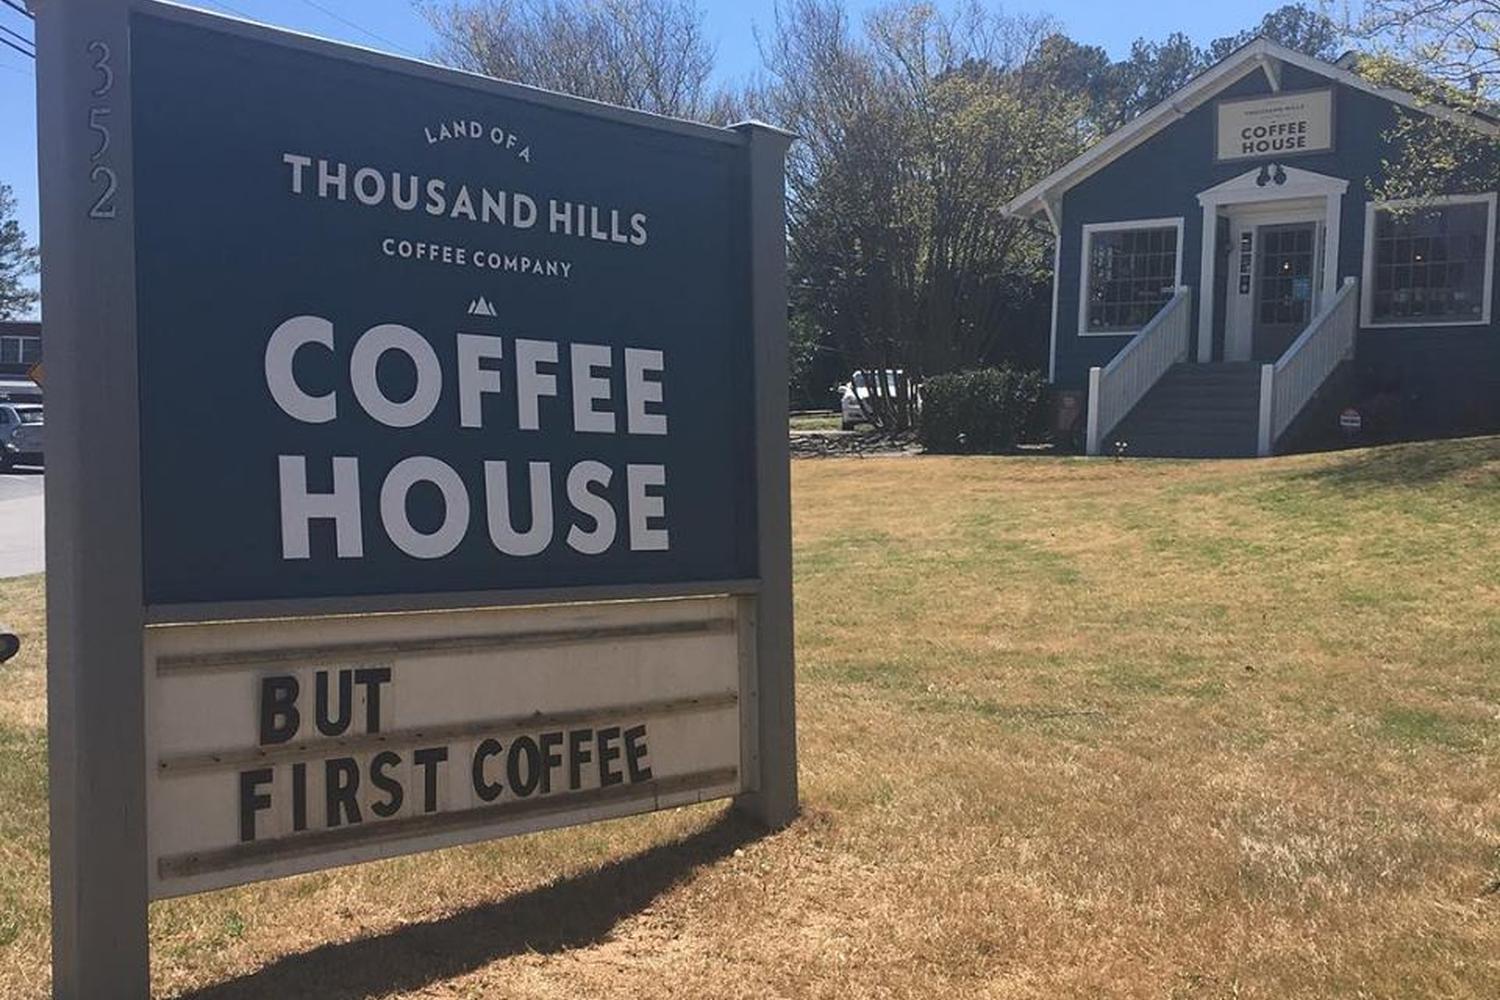 352
LAND OF A
THOUSAND HILLS
COFFEE COMPANY
COFFEE
HOUSE
BUT
FIRST COFFEE
THOUSAND HILLS
COFFEE
HOUSE